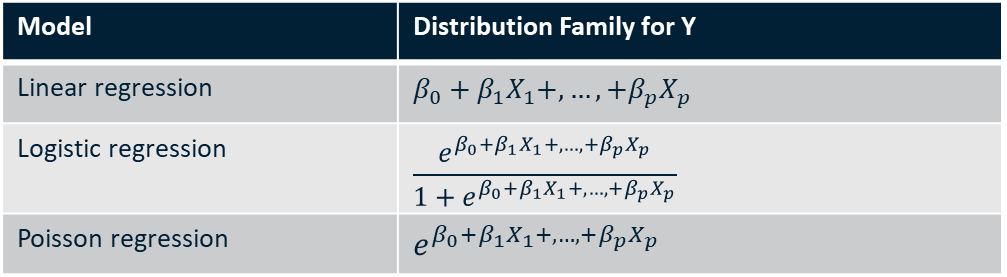 Model Distribution Family for Y
Linear regression β₀ + β₁X₁+, … , +βₚXₚ
Logistic regression e^{β₀+β₁X₁+,…,+βₚXₚ}
1 + e^{β₀+β₁X₁+,…,+βₚXₚ}
Poisson regression e^{β₀+β₁X₁+,…,+βₚXₚ}